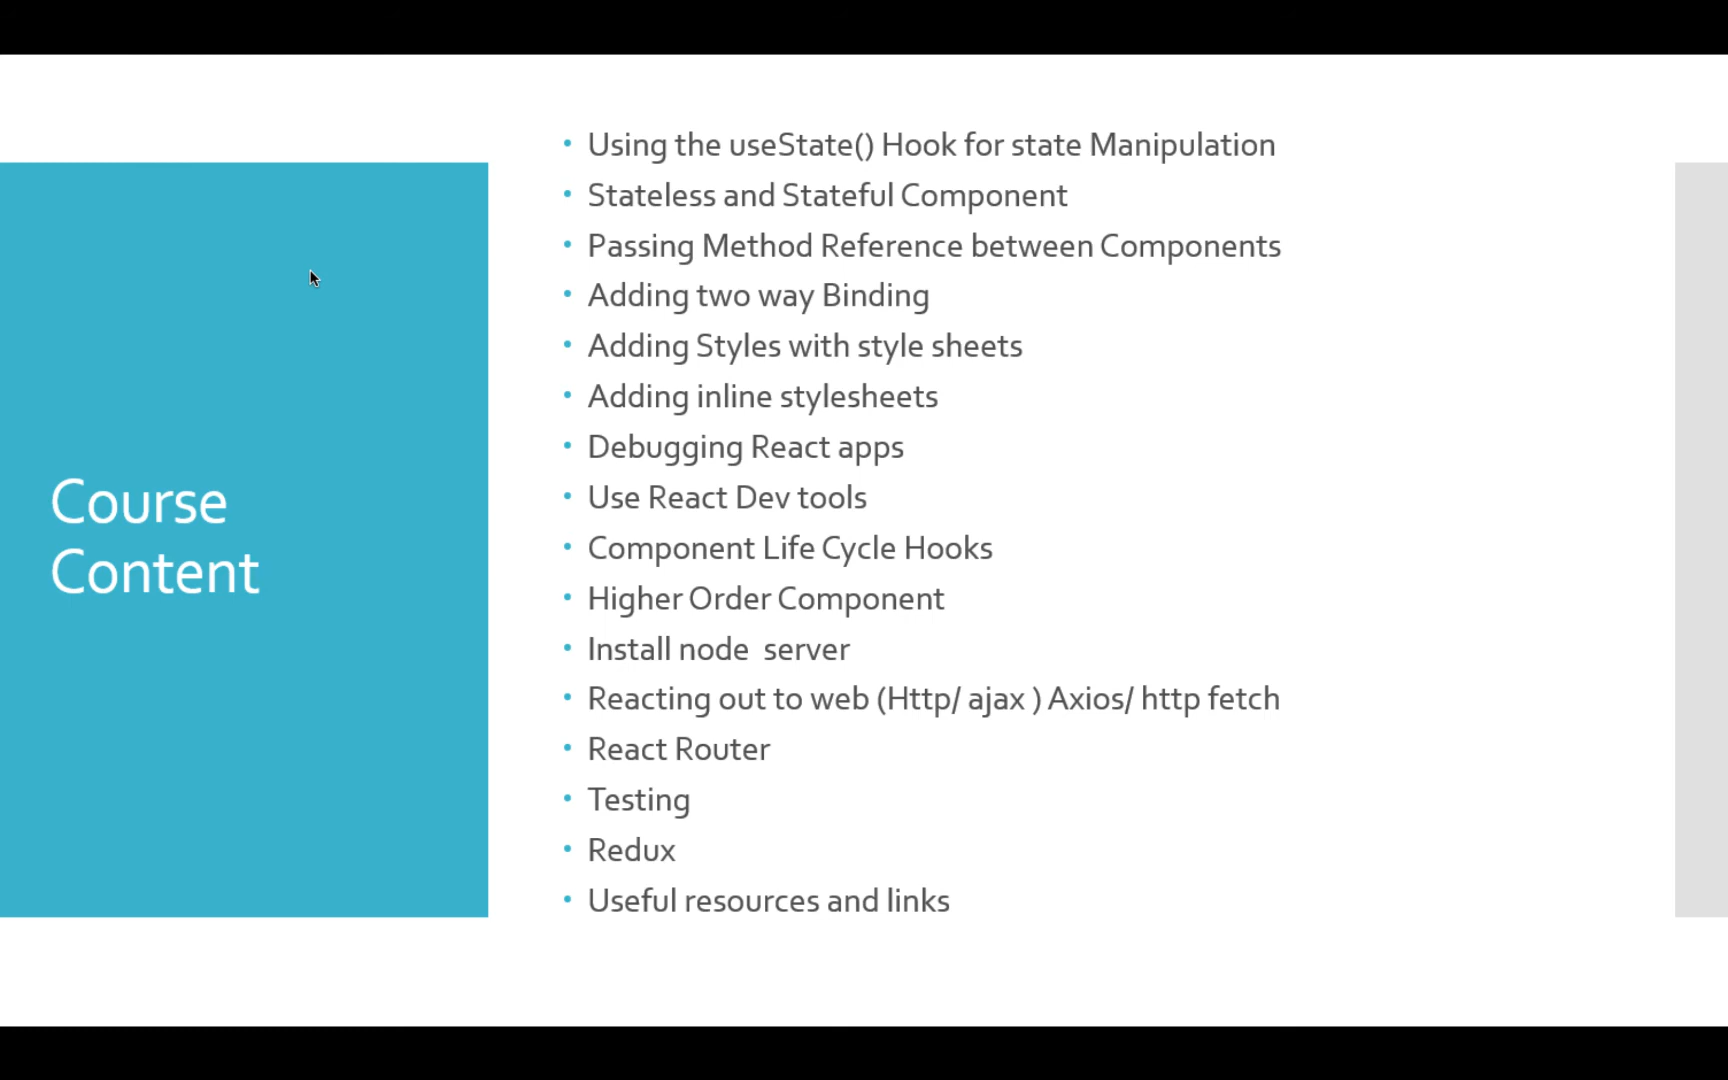 Course
Content
• Using the useState() Hook for state Manipulation
• Stateless and Stateful Component
• Passing Method Reference between Components
• Adding two way Binding
• Adding Styles with style sheets
• Adding inline stylesheets
• Debugging React apps
• Use React Dev tools
• Component Life Cycle Hooks
• Higher Order Component
• Install node  server
• Reacting out to web (Http/ ajax ) Axios/ http fetch
• React Router
• Testing
• Redux
• Useful resources and links